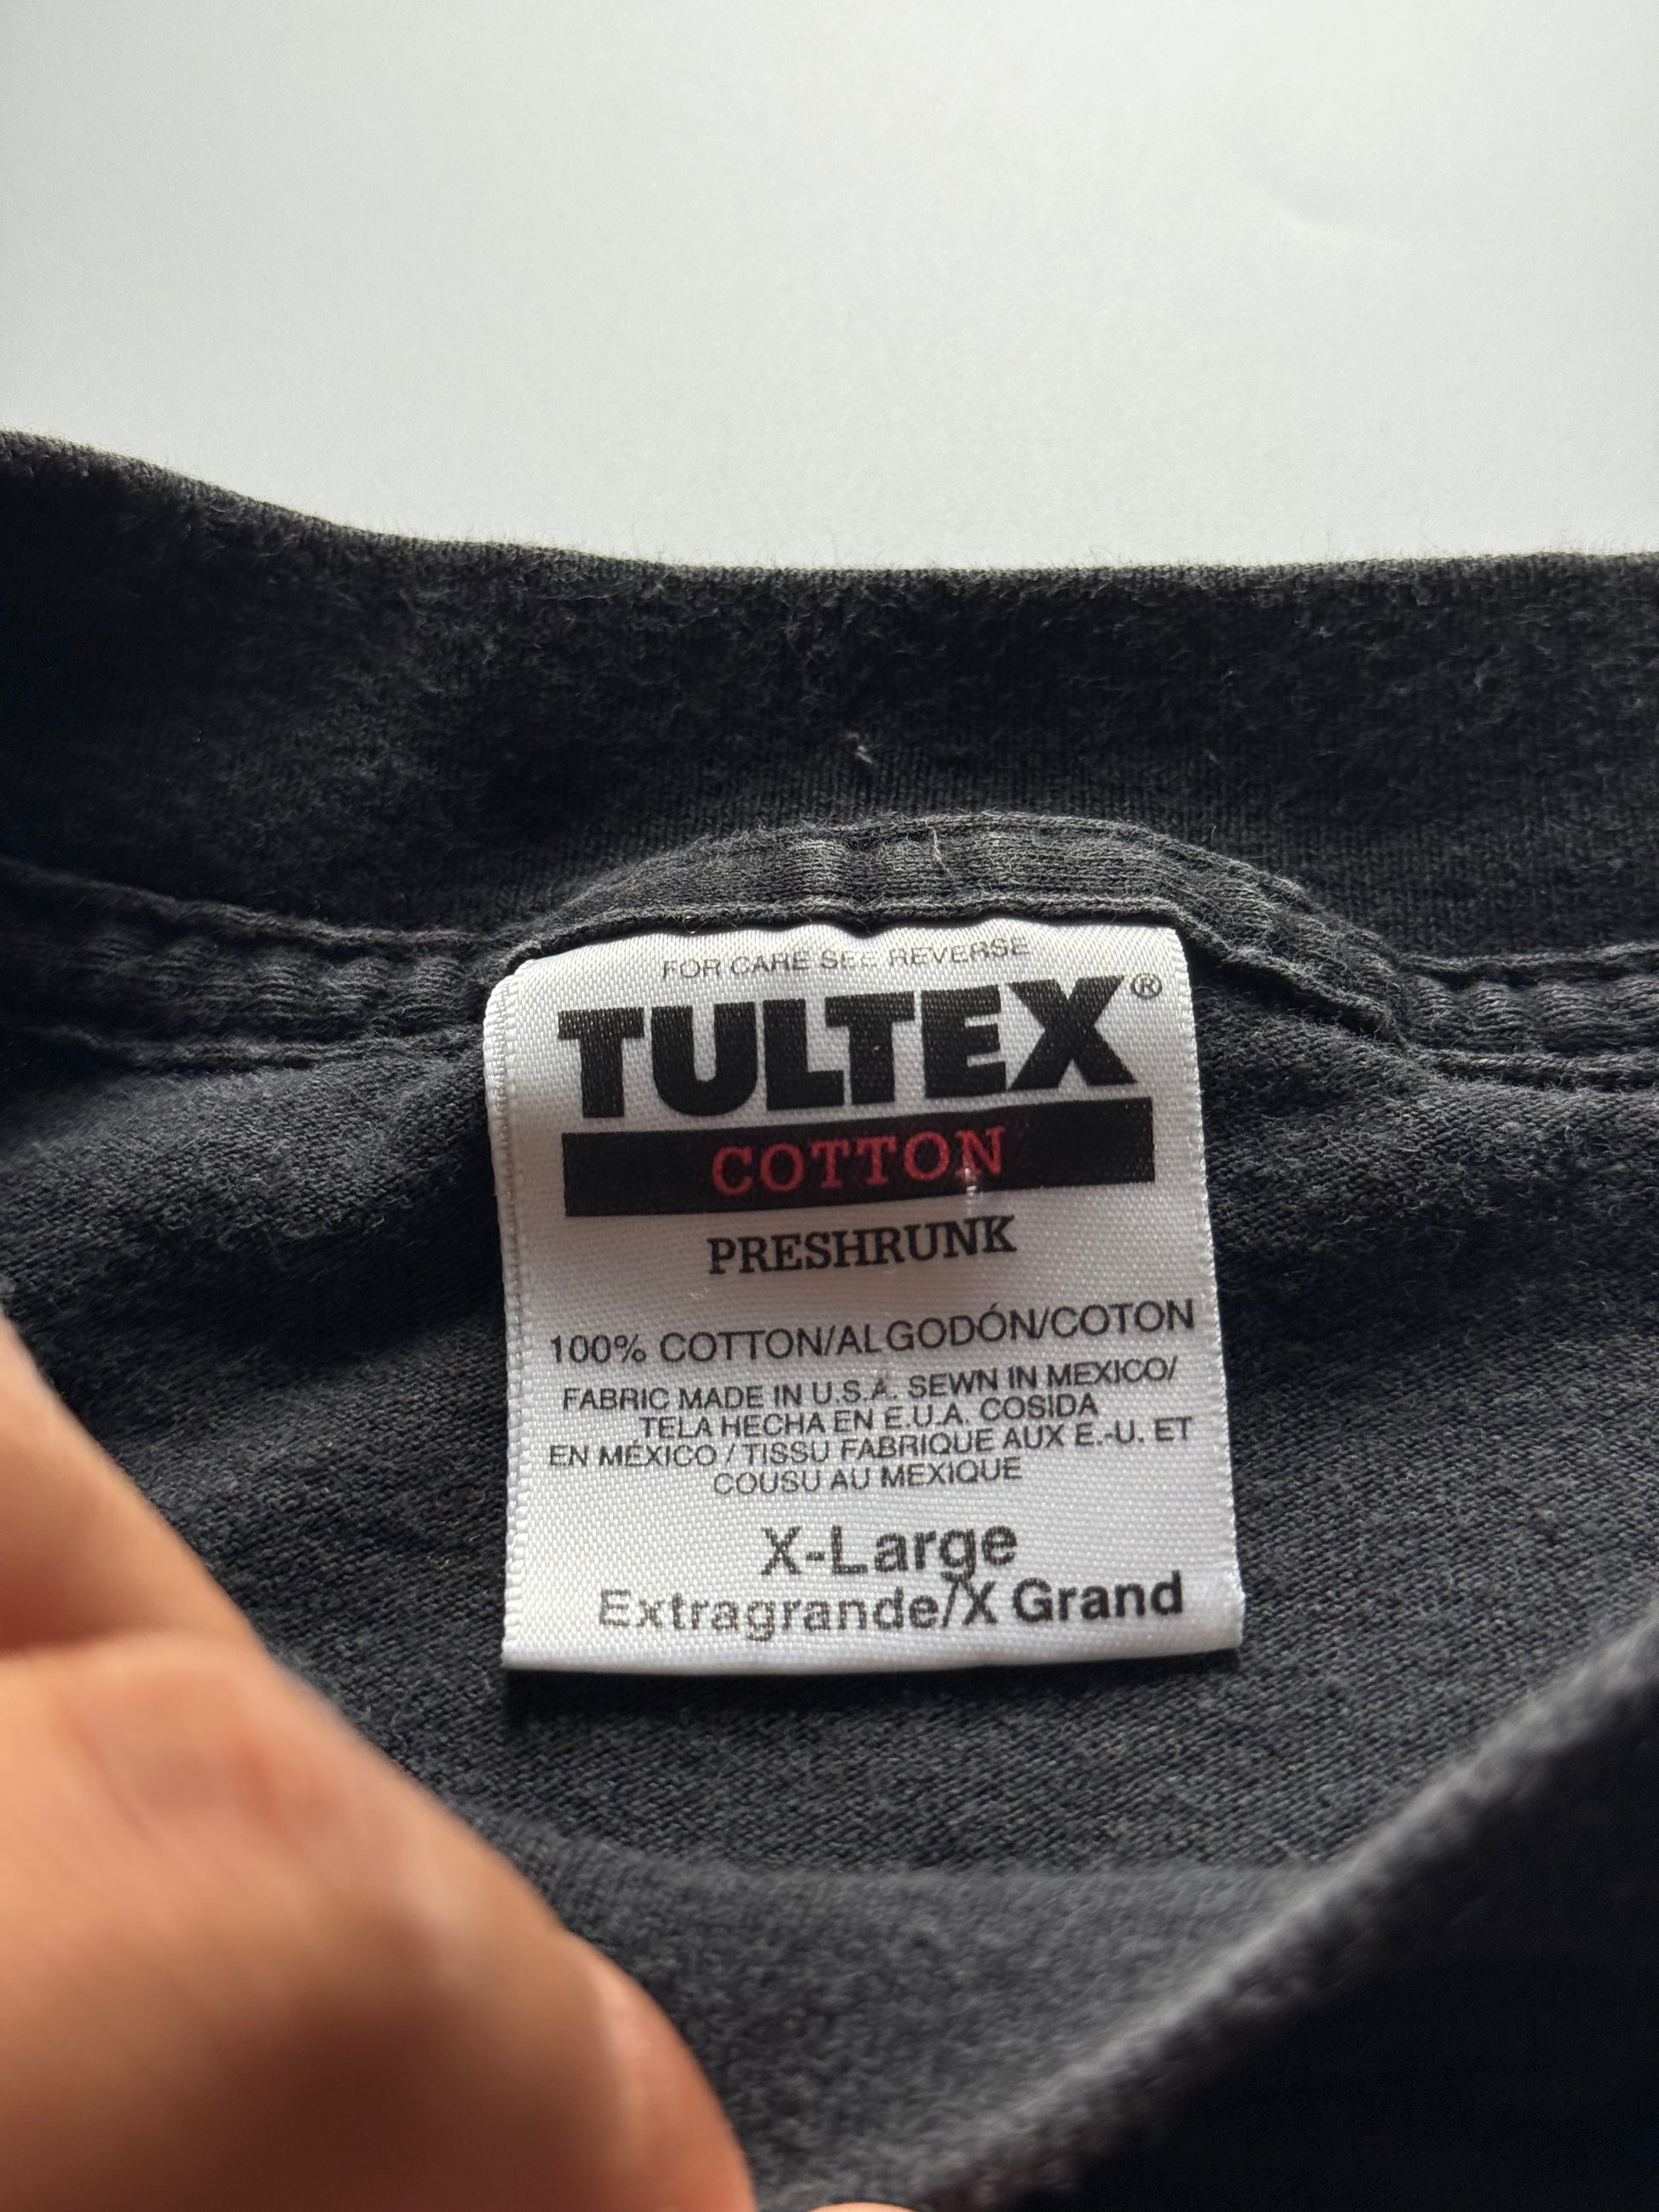 FOR CARE SEE REVERSE
TULTEX®
COTTON
PRESHRUNK
100% COTTON/ALGODÓN/COTON
FABRIC MADE IN U.S.A. SEWN IN MEXICO/
TELA HECHA EN E.U.A. COSIDA
EN MÉXICO / TISSU FABRIQUE AUX E.-U. ET
COUSU AU MEXIQUE
X-Large
Extragrande/X Grand